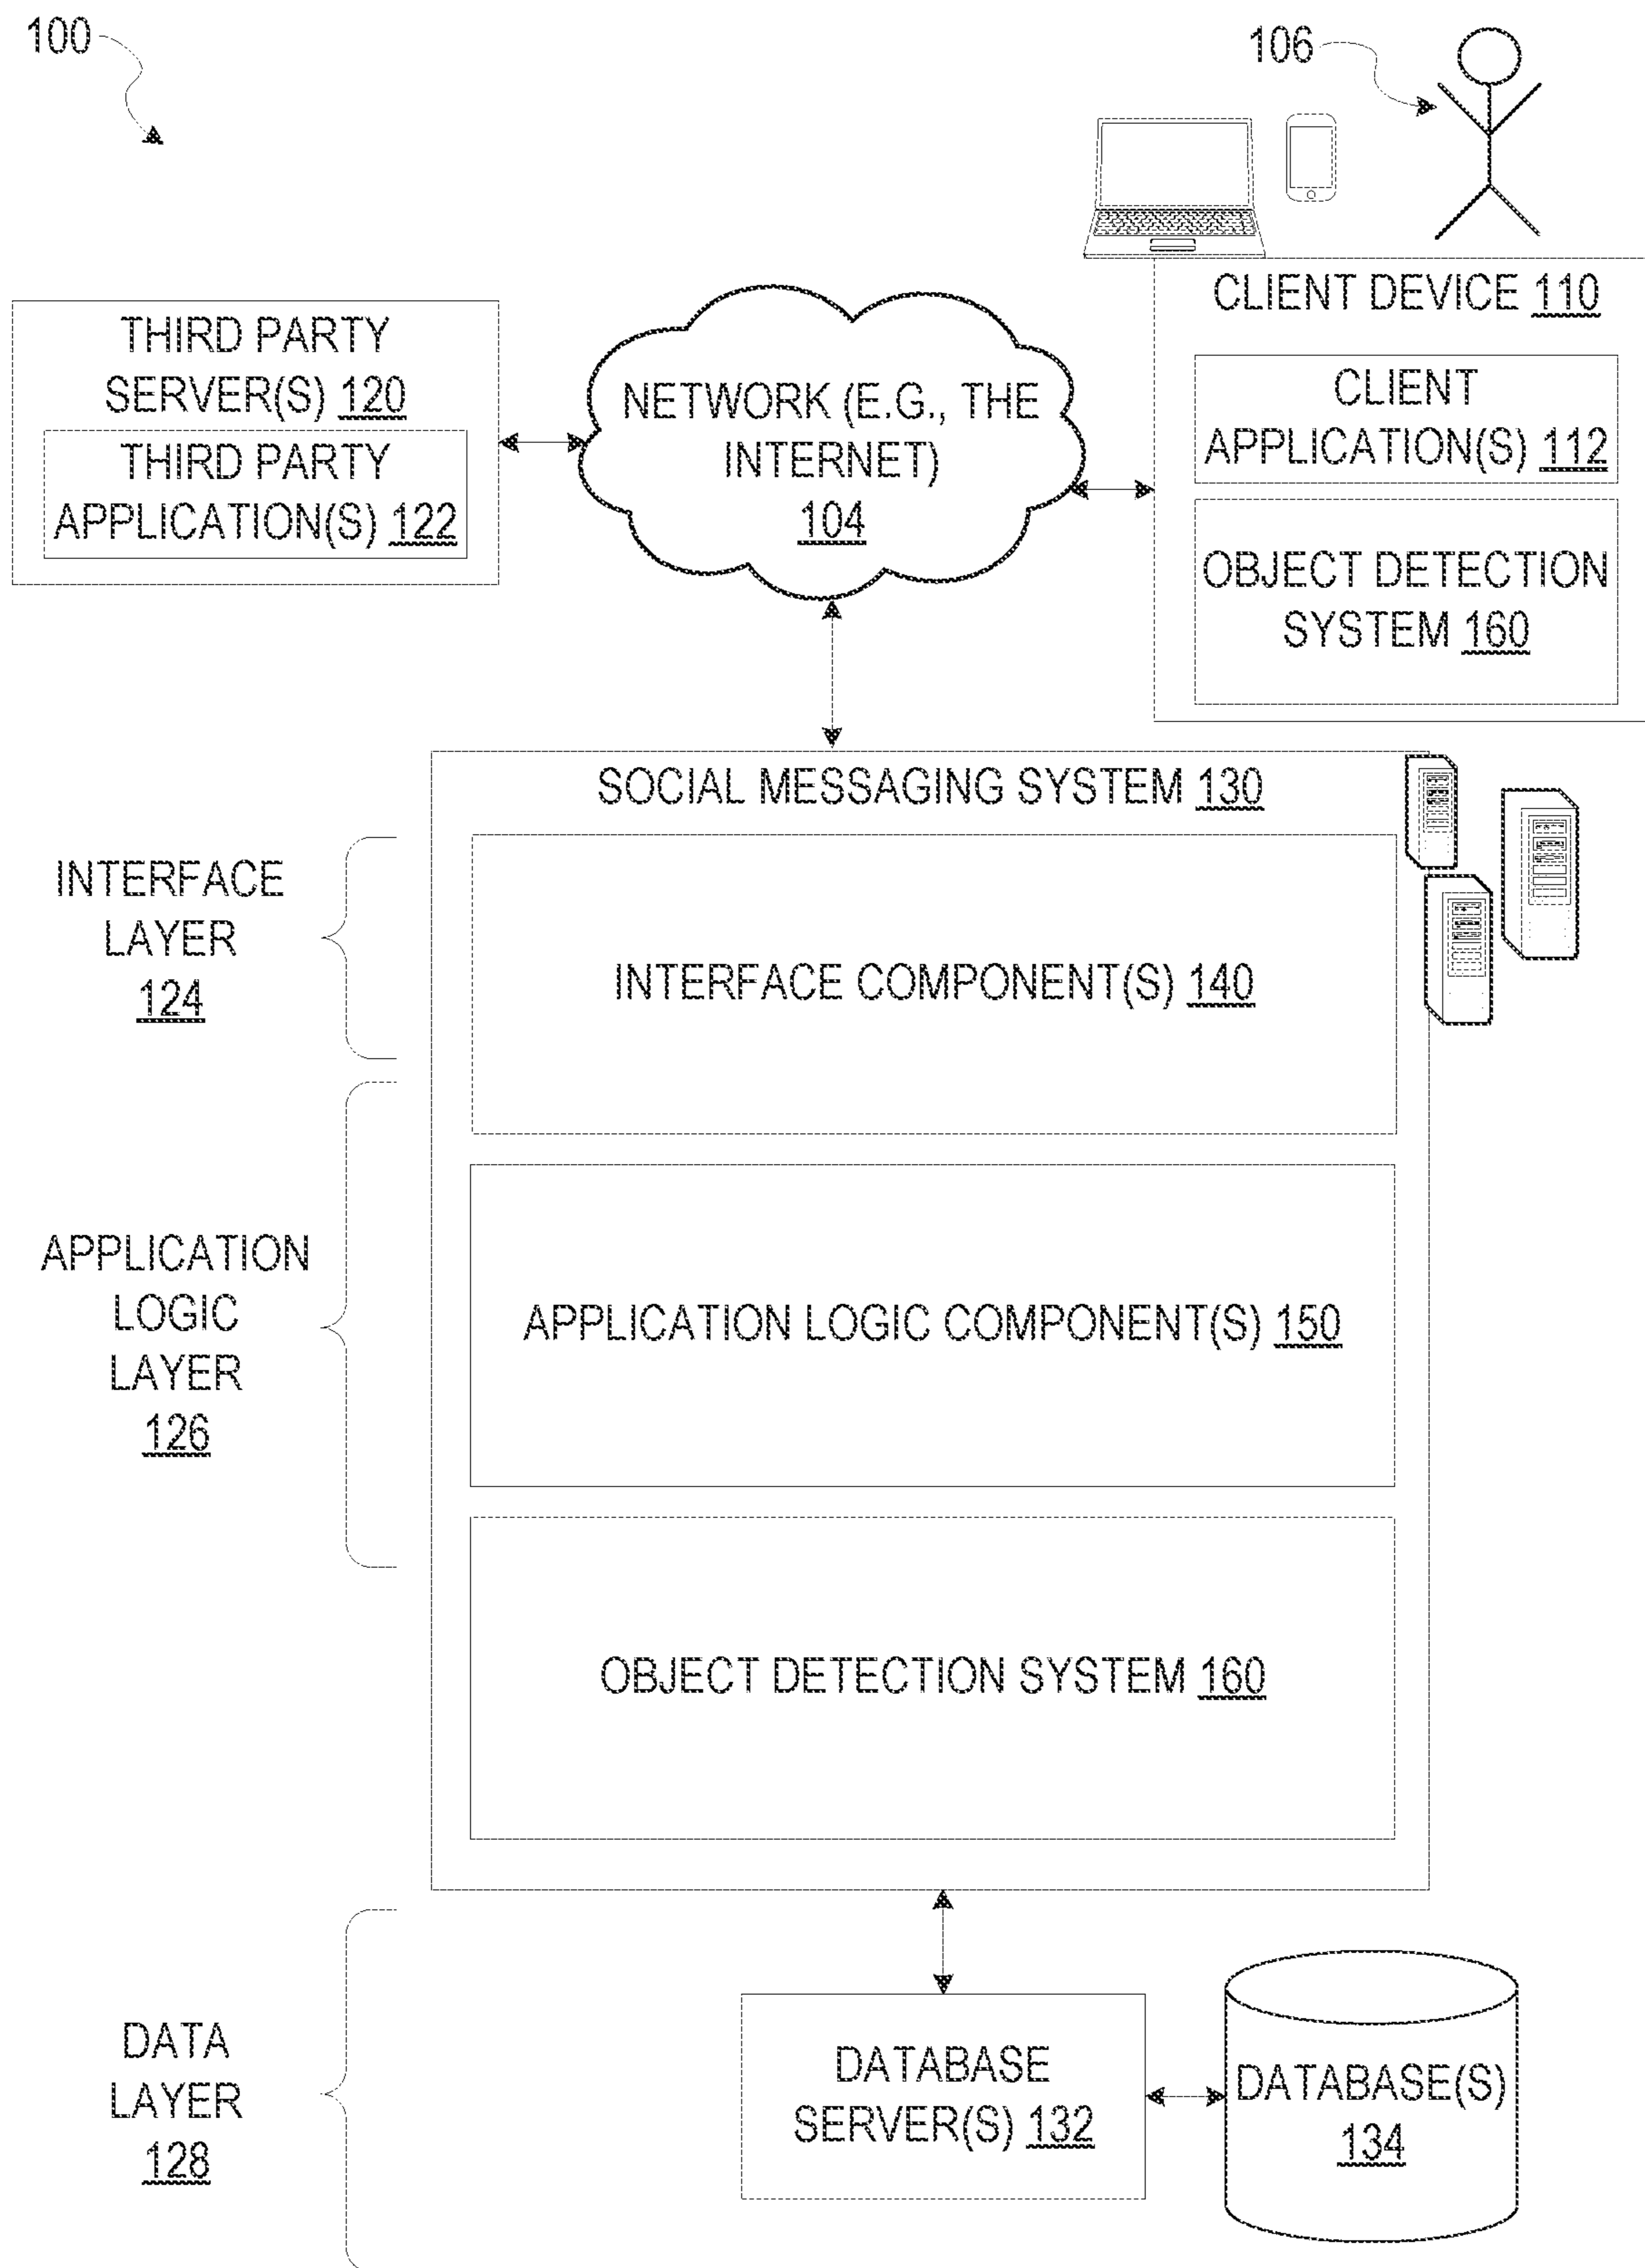 100
106
CLIENT DEVICE 110
CLIENT
APPLICATION(S) 112
OBJECT DETECTION
SYSTEM 160
THIRD PARTY
SERVER(S) 120
THIRD PARTY
APPLICATION(S) 122
NETWORK (E.G., THE
INTERNET)
104
SOCIAL MESSAGING SYSTEM 130
INTERFACE
LAYER
124
INTERFACE COMPONENT(S) 140
APPLICATION
LOGIC
LAYER
126
APPLICATION LOGIC COMPONENT(S) 150
OBJECT DETECTION SYSTEM 160
DATA
LAYER
128
DATABASE
SERVER(S) 132
DATABASE(S)
134